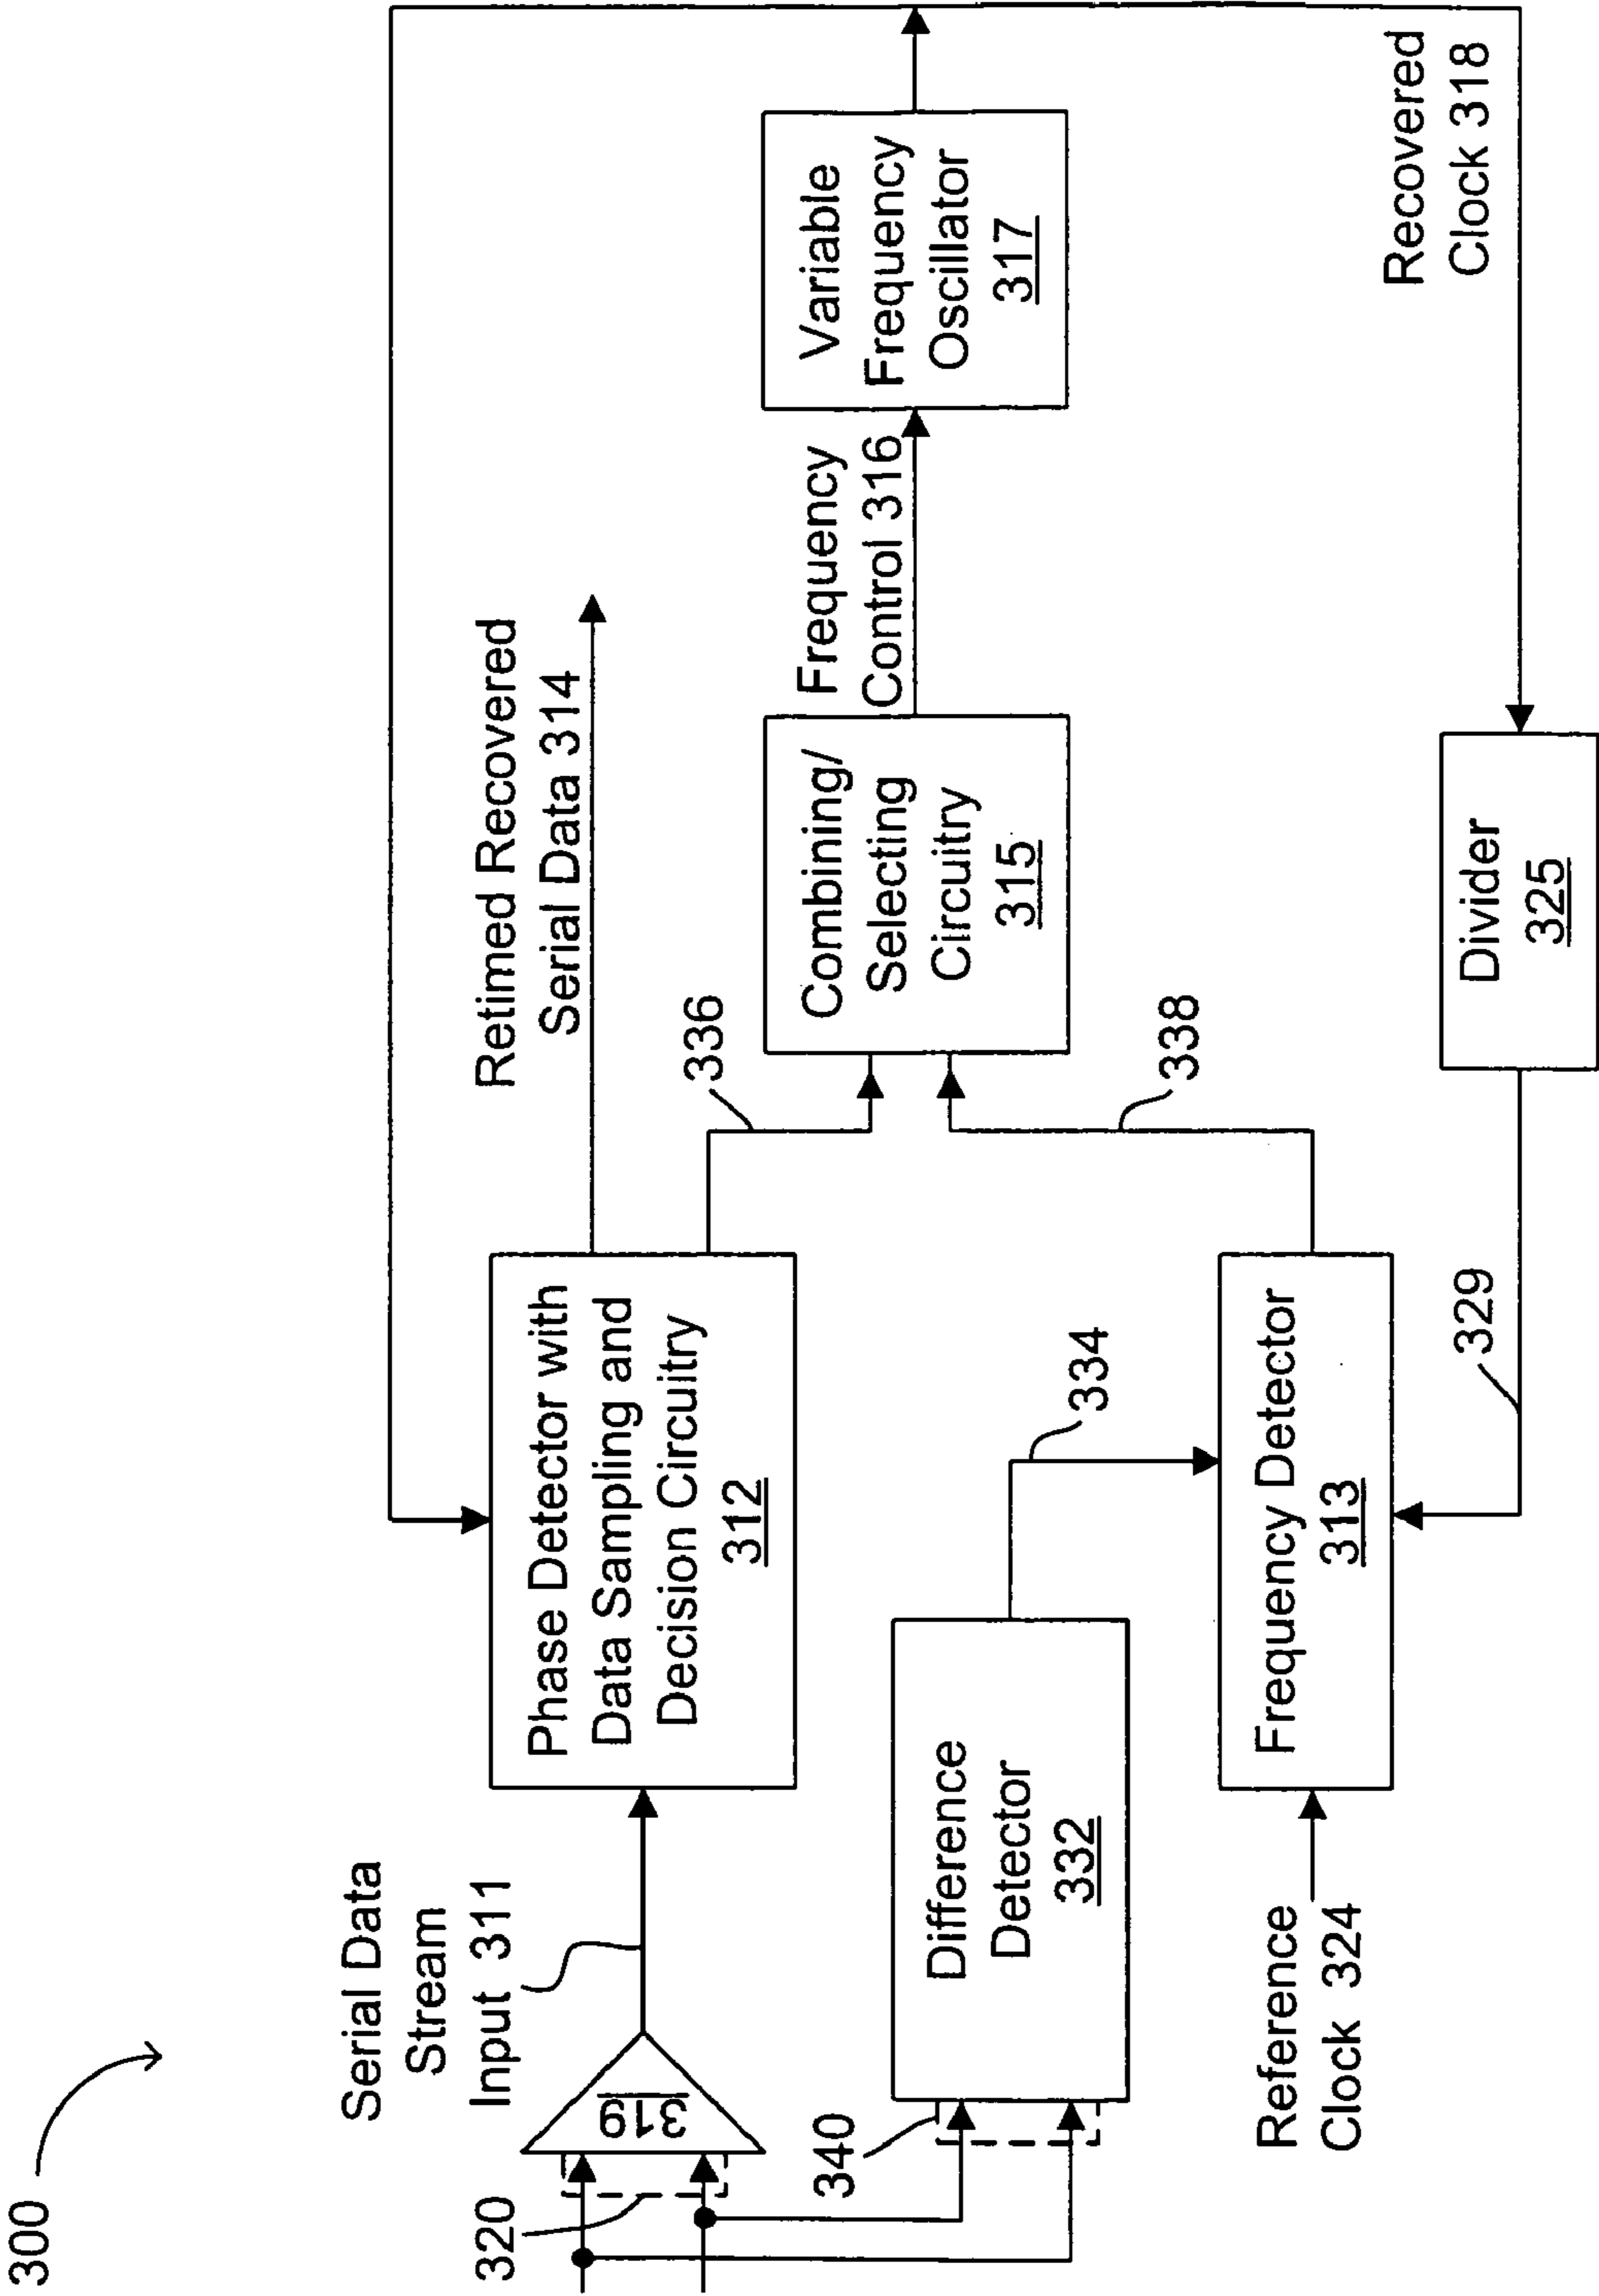 300
Serial Data
Stream
Input 311
319
320
340
Phase Detector with
Data Sampling and
Decision Circuitry
312
Retimed Recovered
Serial Data 314
336
Difference
Detector
332
334
Reference
Clock 324
Frequency Detector
313
338
329
Combining/
Selecting
Circuitry
315
Frequency
Control 316
Variable
Frequency
Oscillator
317
Divider
325
Recovered
Clock 318